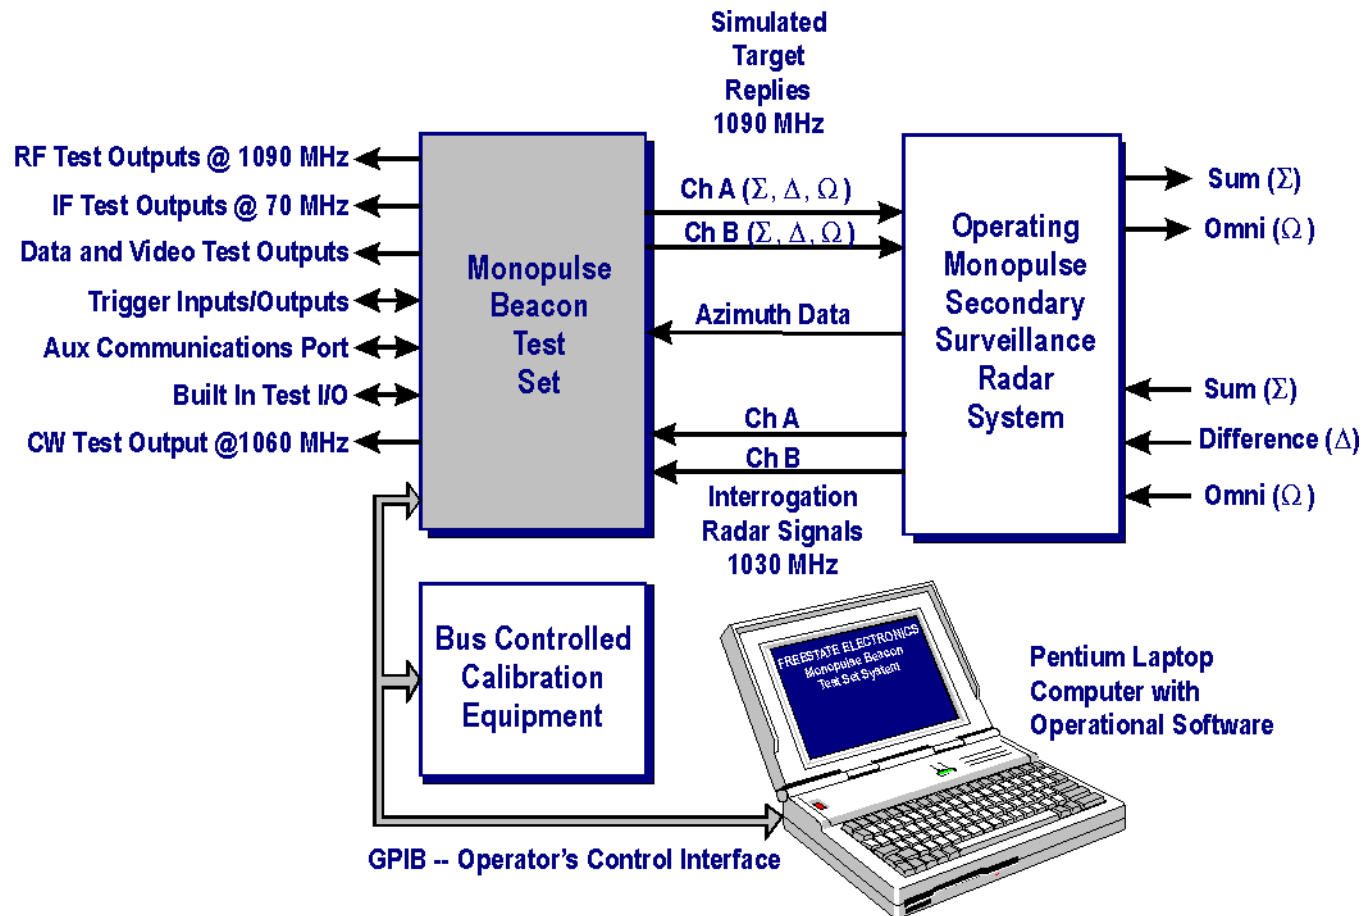 Simulated
Target
Replies
1090 MHz
RF Test Outputs @ 1090 MHz
IF Test Outputs @ 70 MHz
Data and Video Test Outputs
Trigger Inputs/Outputs
Aux Communications Port
Built In Test I/O
CW Test Output @1060 MHz
Monopulse
Beacon
Test
Set
Ch A (Σ, Δ, Ω)
Ch B (Σ, Δ, Ω)
Azimuth Data
Ch A
Ch B
Interrogation
Radar Signals
1030 MHz
Operating
Monopulse
Secondary
Surveillance
Radar
System
Sum (Σ)
Omni (Ω)
Sum (Σ)
Difference (Δ)
Omni (Ω)
Bus Controlled
Calibration
Equipment
FREESTATE ELECTRONICS
Monopulse Beacon
Test Set System
Pentium Laptop
Computer with
Operational Software
GPIB -- Operator's Control Interface